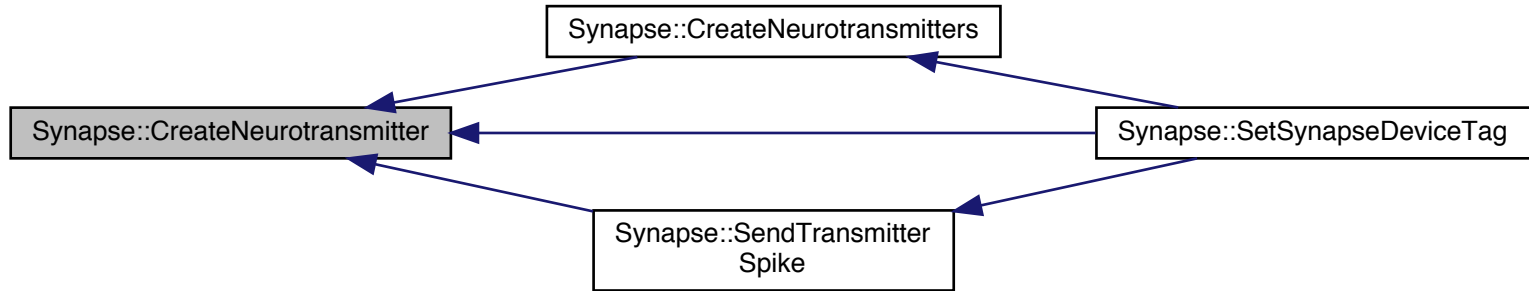 Synapse::CreateNeurotransmitters
Synapse::CreateNeurotransmitter
Synapse::SetSynapseDeviceTag
Synapse::SendTransmitter
Spike